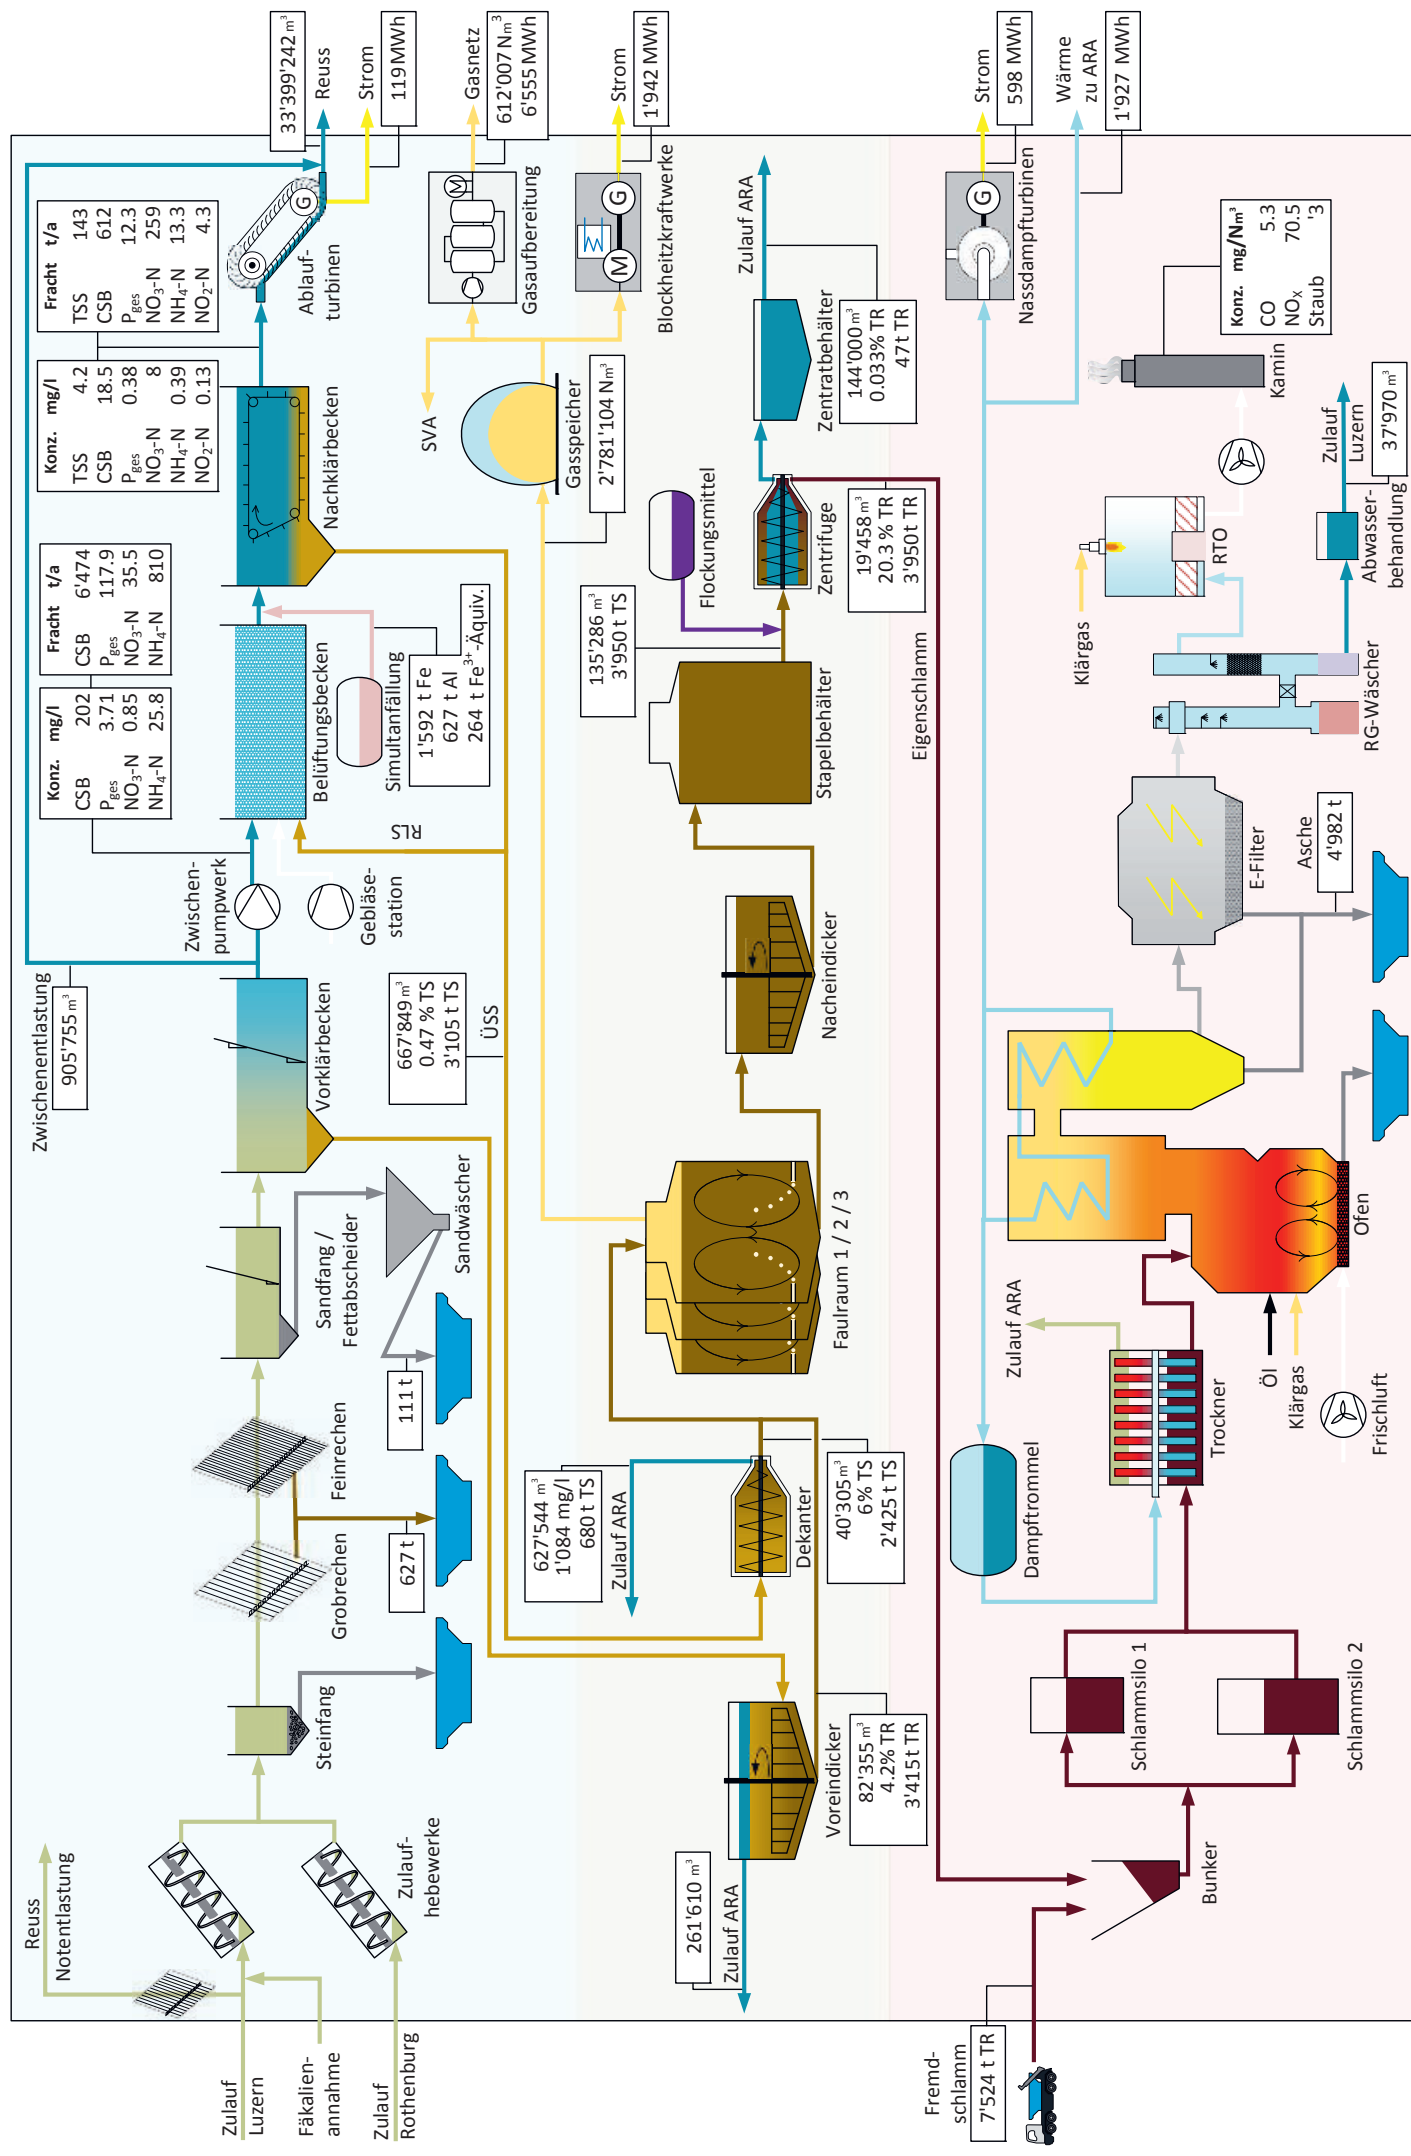 Zulauf
Luzern
Fäkalien-
annahme
Zulauf
Rothenburg
Reuss
Notentlastung
Zulauf-
hebewerke
Steinfang
Grobrechen
Feinrechen
627 t
Sandfang /
Fettabscheider
111 t
Sandwäscher
Vorklärbecken
Zwischenentlastung
905'755 m³
Zwischen-
pumpwerk
Gebläse-
station
Konz. mg/l
CSB 202
Pges 3.71
NO₃-N 0.85
NH₄-N 25.8
Fracht t/a
CSB 6'474
Pges 117.9
NO₃-N 35.5
NH₄-N 810
Belüftungsbecken
Simultanfällung
1'592 t Fe
627 t Al
264 t Fe³⁺-Äquiv.
RLS
ÜSS
667'849 m³
0.47 % TS
3'105 t TS
Nachklärbecken
Konz. mg/l
TSS 4.2
CSB 18.5
Pges 0.38
NO₃-N 8
NH₄-N 0.39
NO₂-N 0.13
Fracht t/a
TSS 143
CSB 612
Pges 12.3
NO₃-N 259
NH₄-N 13.3
NO₂-N 4.3
G
Ablauf-
turbinen
33'399'242 m³
Reuss
Strom
119 MWh
261'610 m³
Zulauf ARA
Voreindicker
82'355 m³
4.2% TR
3'415 t TR
627'544 m³
1'084 mg/l
680 t TS
Zulauf ARA
Dekanter
40'305 m³
6 % TS
2'425 t TS
Faulraum 1 / 2 / 3
Nacheindicker
Stapelbehälter
135'286 m³
3'950 t TS
Flockungsmittel
Zentrifuge
19'458 m³
20.3 % TR
3'950 t TR
Eigenschlamm
Zentratbehälter
144'000 m³
0.033% TR
47 t TR
Zulauf ARA
Gasspeicher
2'781'104 Nm³
SVA
M
Gasaufbereitung
Gasnetz
612'007 Nm³
6'555 MWh
M
G
Blockheitzkraftwerke
Strom
1'942 MWh
Fremd-
schlamm
7'524 t TR
Bunker
Schlammsilo 1
Schlammsilo 2
Dampftrommel
Trockner
Zulauf ARA
Öl
Klärgas
Frischluft
Ofen
E-Filter
Asche
4'982 t
RG-Wäscher
Klärgas
RTO
Abwasser-
behandlung
Zulauf
Luzern
37'970 m³
Kamin
Konz. mg/Nm³
CO 5.3
NOX 70.5
Staub '3
G
Nassdampfturbinen
Strom
598 MWh
Wärme
zu ARA
1'927 MWh